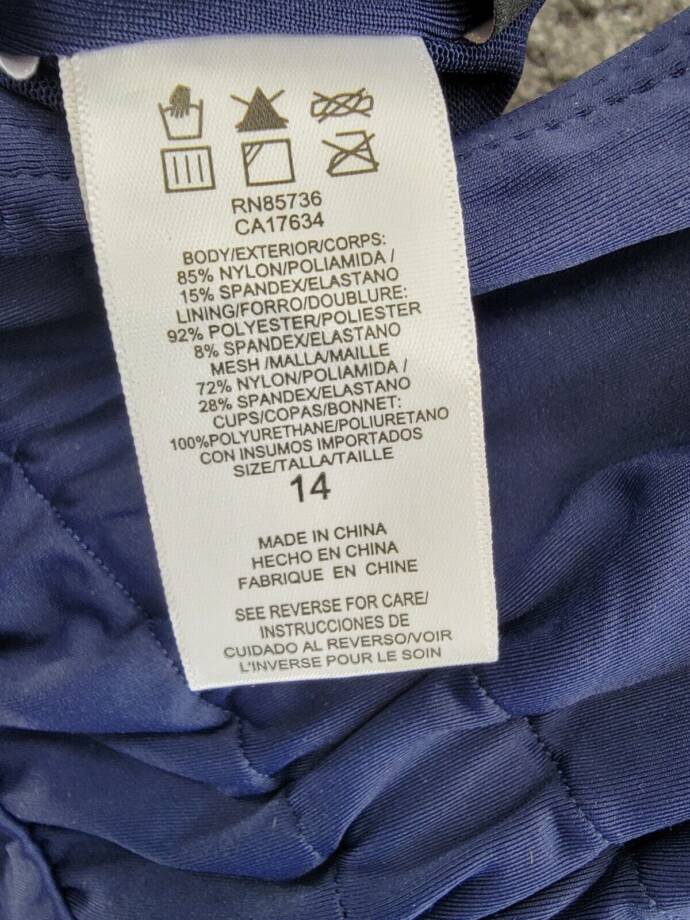 RN85736
CA17634
BODY/EXTERIOR/CORPS:
85% NYLON/POLIAMIDA /
15% SPANDEX/ELASTANO
LINING/FORRO/DOUBLURE:
92% POLYESTER/POLIESTER
8% SPANDEX/ELASTANO
MESH /MALLA/MAILLE
72% NYLON/POLIAMIDA /
28% SPANDEX/ELASTANO
CUPS/COPAS/BONNET:
100%POLYURETHANE/POLIURETANO
CON INSUMOS IMPORTADOS
SIZE/TALLA/TAILLE
14
MADE IN CHINA
HECHO EN CHINA
FABRIQUE EN CHINE
SEE REVERSE FOR CARE/
INSTRUCCIONES DE
CUIDADO AL REVERSO/VOIR
L'INVERSE POUR LE SOIN